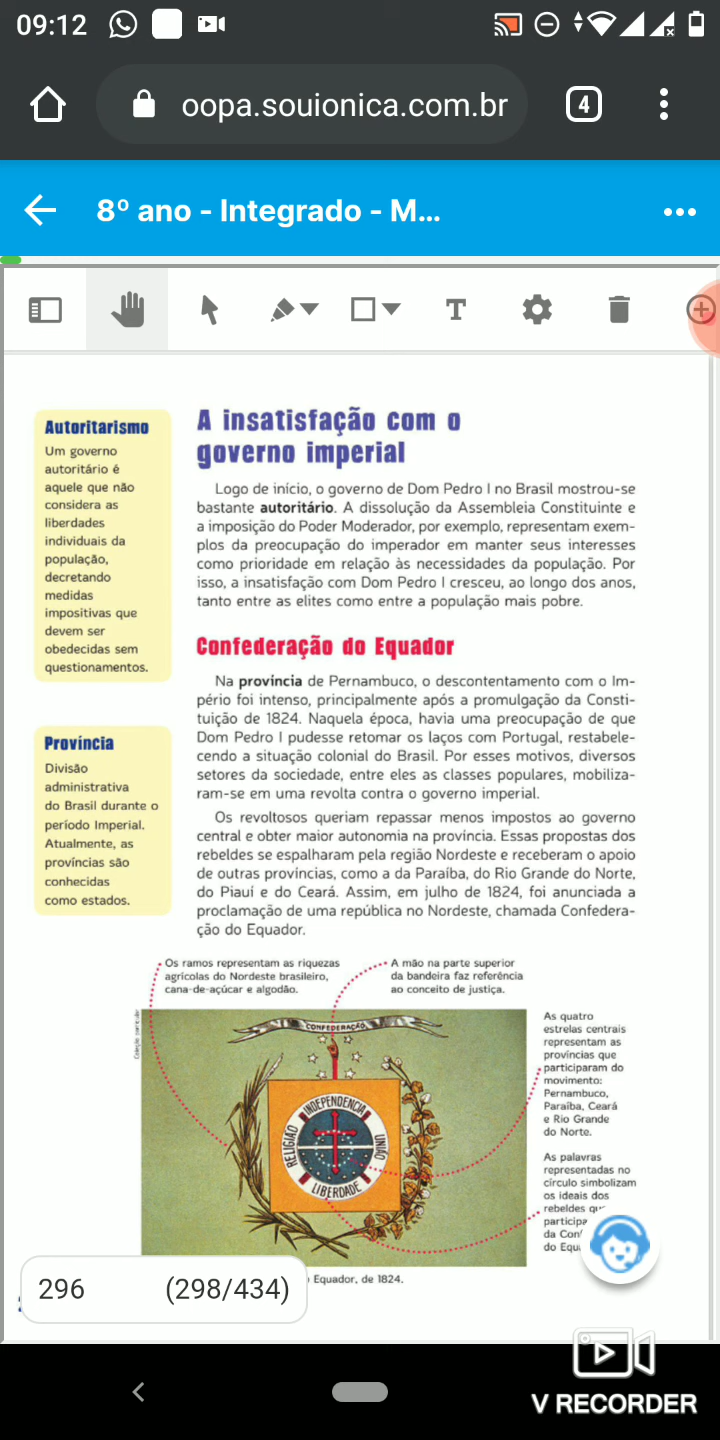 09:12
oopa.souionica.com.br
4
8º ano - Integrado - M...
T
Autoritarismo
Um governo
autoritário é
aquele que não
considera as
liberdades
individuais da
população,
decretando
medidas
impositivas que
devem ser
obedecidas sem
questionamentos.
Província
Divisão
administrativa
do Brasil durante o
período Imperial.
Atualmente, as
províncias são
conhecidas
como estados.
A insatisfação com o
governo imperial
Logo de início, o governo de Dom Pedro I no Brasil mostrou-se
bastante autoritário. A dissolução da Assembleia Constituinte e
a imposição do Poder Moderador, por exemplo, representam exem-
plos da preocupação do imperador em manter seus interesses
como prioridade em relação às necessidades da população. Por
isso, a insatisfação com Dom Pedro I cresceu, ao longo dos anos,
tanto entre as elites como entre a população mais pobre.
Confederação do Equador
Na província de Pernambuco, o descontentamento com o Im-
pério foi intenso, principalmente após a promulgação da Consti-
tuição de 1824. Naquela época, havia uma preocupação de que
Dom Pedro I pudesse retomar os laços com Portugal, restabele-
cendo a situação colonial do Brasil. Por esses motivos, diversos
setores da sociedade, entre eles as classes populares, mobiliza-
ram-se em uma revolta contra o governo imperial.
Os revoltosos queriam repassar menos impostos ao governo
central e obter maior autonomia na província. Essas propostas dos
rebeldes se espalharam pela região Nordeste e receberam o apoio
de outras províncias, como a da Paraíba, do Rio Grande do Norte,
do Piauí e do Ceará. Assim, em julho de 1824, foi anunciada a
proclamação de uma república no Nordeste, chamada Confedera-
ção do Equador.
Os ramos representam as riquezas
agrícolas do Nordeste brasileiro,
cana-de-açúcar e algodão.
A mão na parte superior
da bandeira faz referência
ao conceito de justiça.
As quatro
estrelas centrais
representam as
províncias que
participaram do
movimento:
Pernambuco,
Paraíba, Ceará
e Rio Grande
do Norte.
As palavras
representadas no
círculo simbolizam
os ideais dos
rebeldes
da
do
CONFEDERAÇÃO
RELIGIÃO
INDEPENDENCIA
UNIÃO
LIBERDADE
Equador, de 1824.
296 (298/434)
V RECORDER